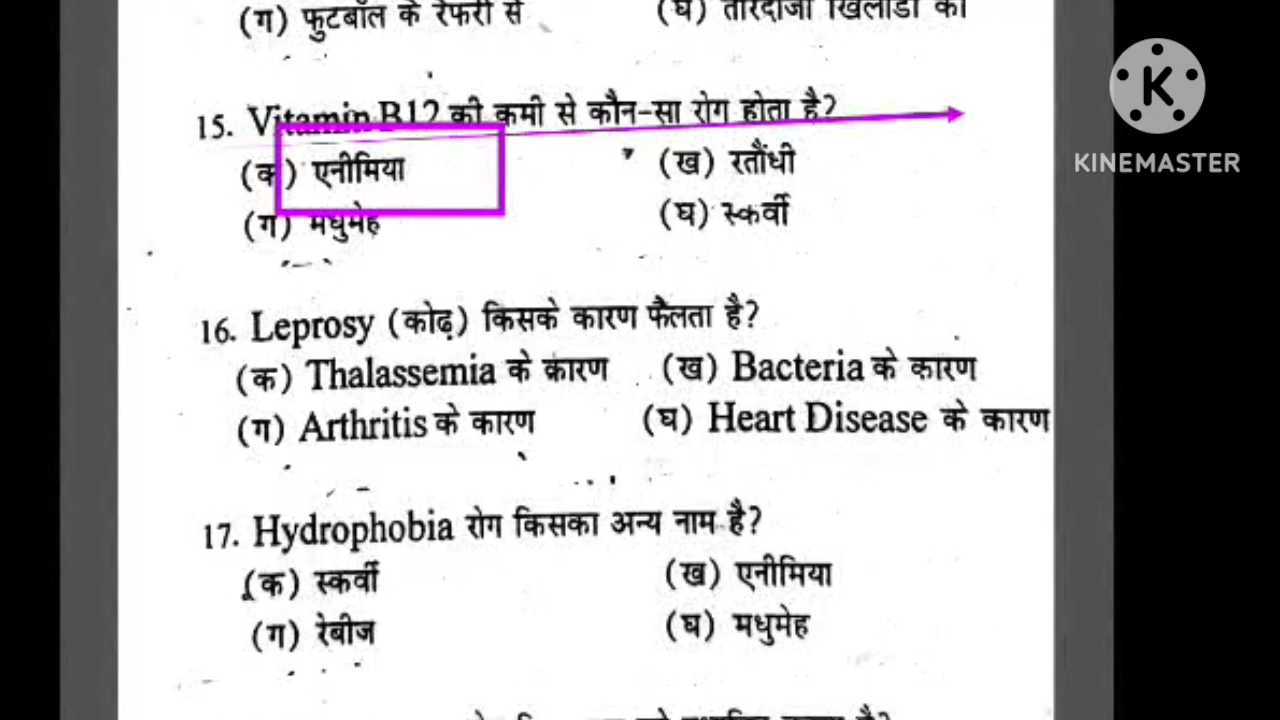 (ग) फुटबॉल के रेफरी से (घ) तीरंदाजी खिलाडी को
15. Vitamin B12 की कमी से कौन-सा रोग होता है?
(क) एनीमिया (ख) रतौंधी
(ग) मधुमेह (घ) स्कर्वी
16. Leprosy (कोढ़) किसके कारण फैलता है?
(क) Thalassemia के कारण (ख) Bacteria के कारण
(ग) Arthritis के कारण (घ) Heart Disease के कारण
17. Hydrophobia रोग किसका अन्य नाम है?
(क) स्कर्वी (ख) एनीमिया
(ग) रेबीज (घ) मधुमेह
K
KINEMASTER